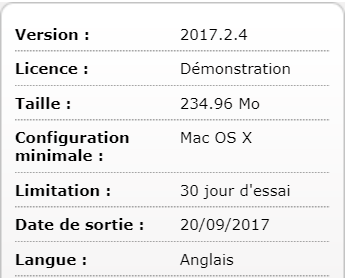 Version : 2017.2.4
Licence : Démonstration
Taille : 234.96 Mo
Configuration Mac OS X
minimale :
Limitation : 30 jour d'essai
Date de sortie : 20/09/2017
Langue : Anglais